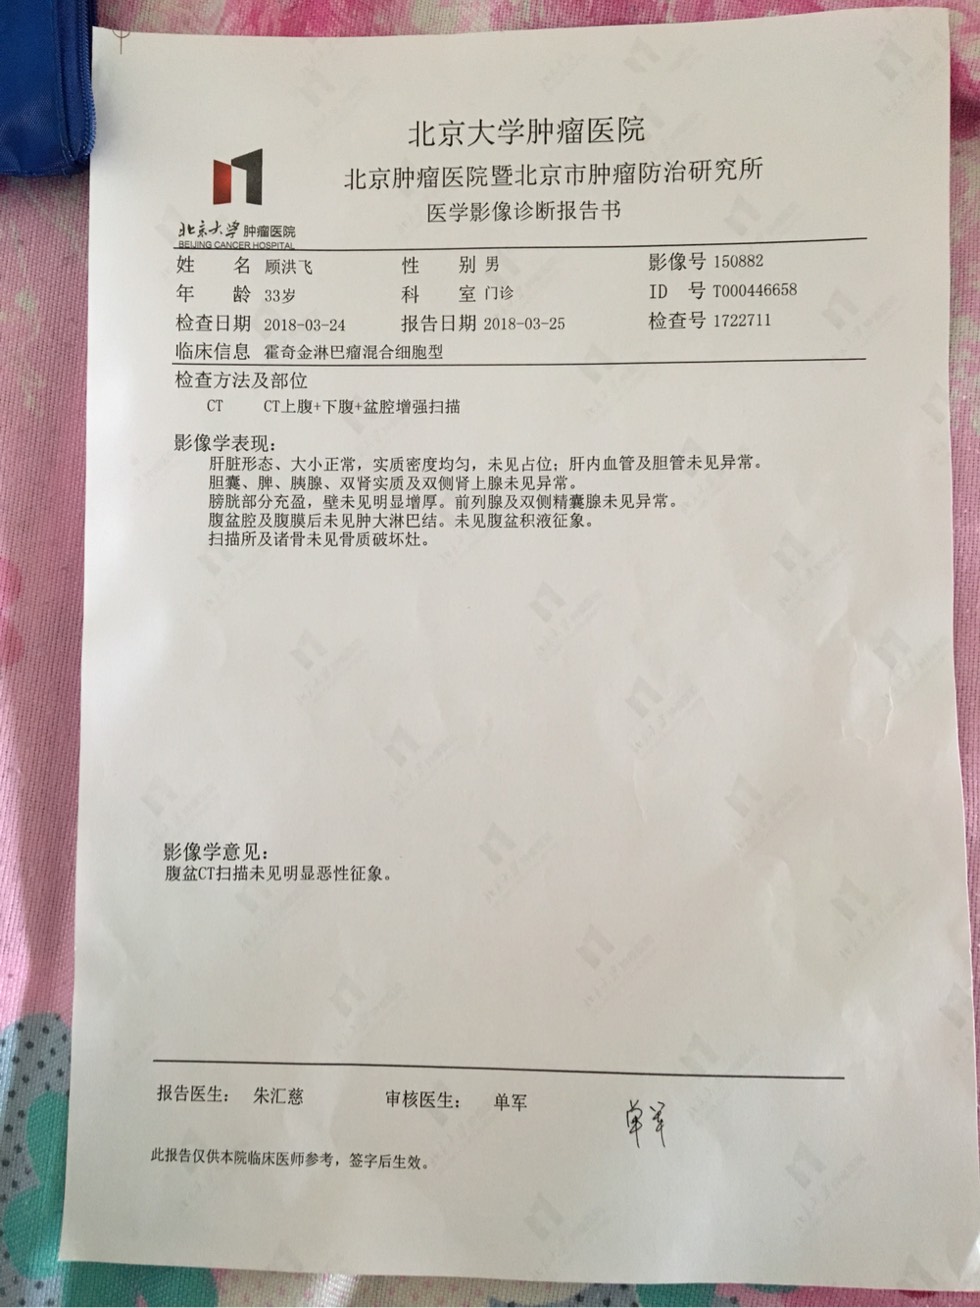 北京大学肿瘤医院
北京肿瘤医院暨北京市肿瘤防治研究所
医学影像诊断报告书
北京大学肿瘤医院
BEIJING CANCER HOSPITAL
姓 名 顾洪飞 性 别 男 影像号 150882
年 龄 33岁 科 室 门诊 ID 号 T000446658
检查日期 2018-03-24 报告日期 2018-03-25 检查号 1722711
临床信息 霍奇金淋巴瘤混合细胞型
检查方法及部位
CT CT上腹+下腹+盆腔增强扫描
影像学表现：
肝脏形态、大小正常，实质密度均匀，未见占位；肝内血管及胆管未见异常。
胆囊、脾、胰腺、双肾实质及双侧肾上腺未见异常。
膀胱部分充盈，壁未见明显增厚。前列腺及双侧精囊腺未见异常。
腹盆腔及腹膜后未见肿大淋巴结。未见腹盆积液征象。
扫描所及诸骨未见骨质破坏灶。
影像学意见：
腹盆CT扫描未见明显恶性征象。
报告医生： 朱汇慈 审核医生： 单军 单军
此报告仅供本院临床医师参考，签字后生效。